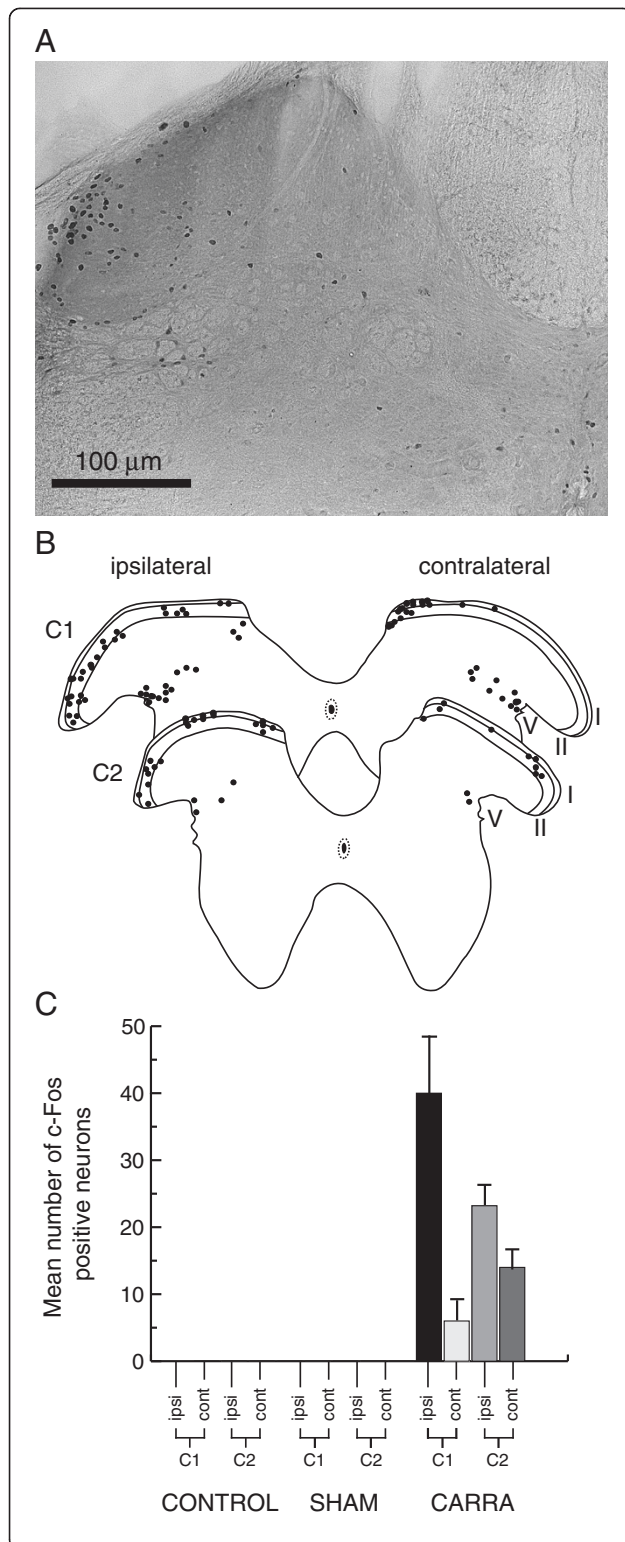 A
100 μm
B
ipsilateral contralateral
C1
C2
V II I
V II I
C
Mean number of c-Fos
positive neurons
50
40
30
20
10
0
ipsi cont ipsi cont ipsi cont ipsi cont ipsi cont ipsi cont
C1 C2 C1 C2 C1 C2
CONTROL SHAM CARRA